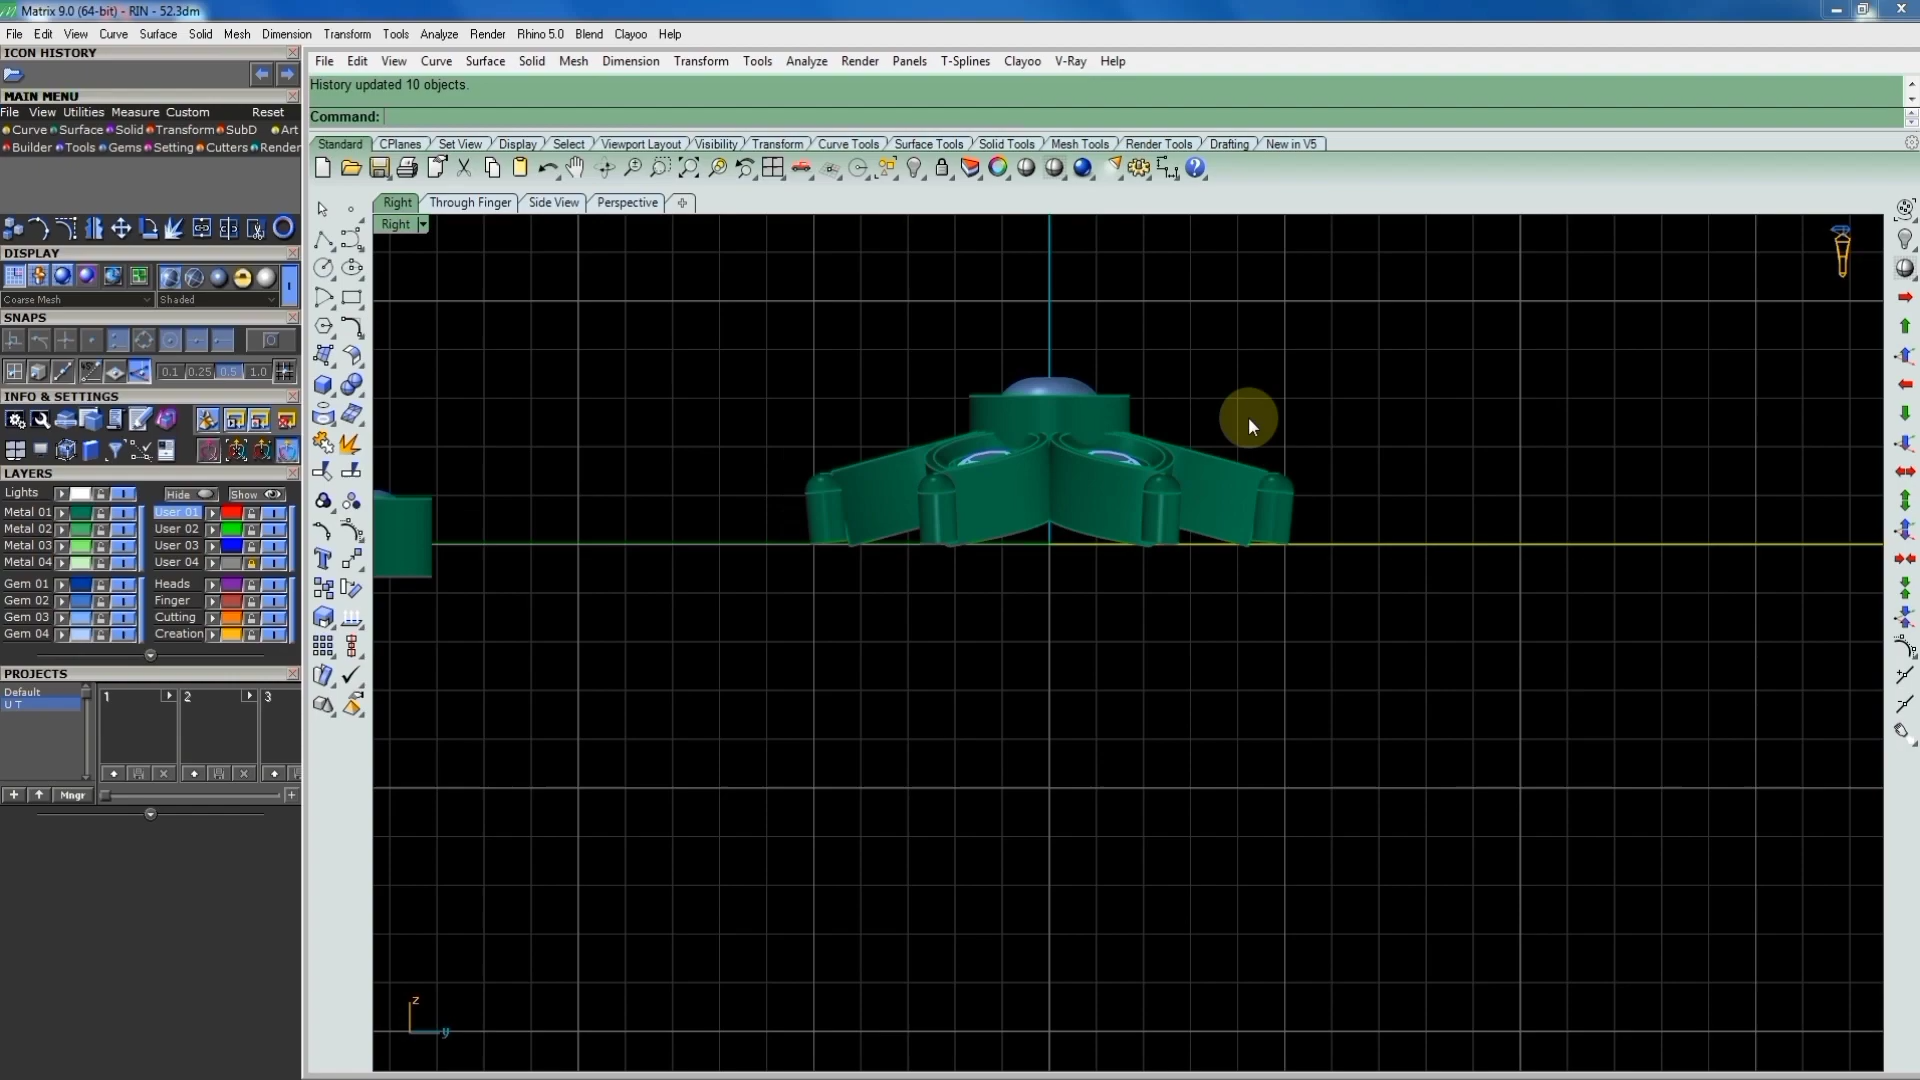 Matrix 9.0 (64-bit) - RIN - 52.3dm
File Edit View Curve Surface Solid Mesh Dimension Transform Tools Analyze Render Rhino 5.0 Blend Clayoo Help
ICON HISTORY
MAIN MENU
File View Utilities Measure Custom Reset
Curve Surface Solid Transform SubD Art
Builder Tools Gems Setting Cutters Render
DISPLAY
Coarse Mesh Shaded
SNAPS
0.1 0.25 0.5 1.0
INFO & SETTINGS
LAYERS
Lights Hide Show
Metal 01 User 01
Metal 02 User 02
Metal 03 User 03
Metal 04 User 04
Gem 01 Heads
Gem 02 Finger
Gem 03 Cutting
Gem 04 Creation
PROJECTS
Default
U T
1 2 3
Mngr
File Edit View Curve Surface Solid Mesh Dimension Transform Tools Analyze Render Panels T-Splines Clayoo V-Ray Help
History updated 10 objects.
Command:
Standard CPlanes Set View Display Select Viewport Layout Visibility Transform Curve Tools Surface Tools Solid Tools Mesh Tools Render Tools Drafting New in V5
Right Through Finger Side View Perspective
Right
z
y